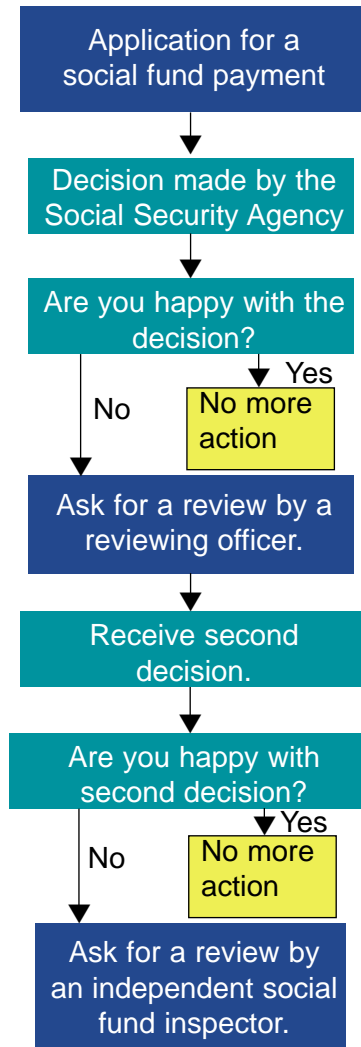 Application for a
social fund payment
Decision made by the
Social Security Agency
Are you happy with the
decision?
Yes
No
No more
action
Ask for a review by a
reviewing officer.
Receive second
decision.
Are you happy with
second decision?
Yes
No
No more
action
Ask for a review by
an independent social
fund inspector.